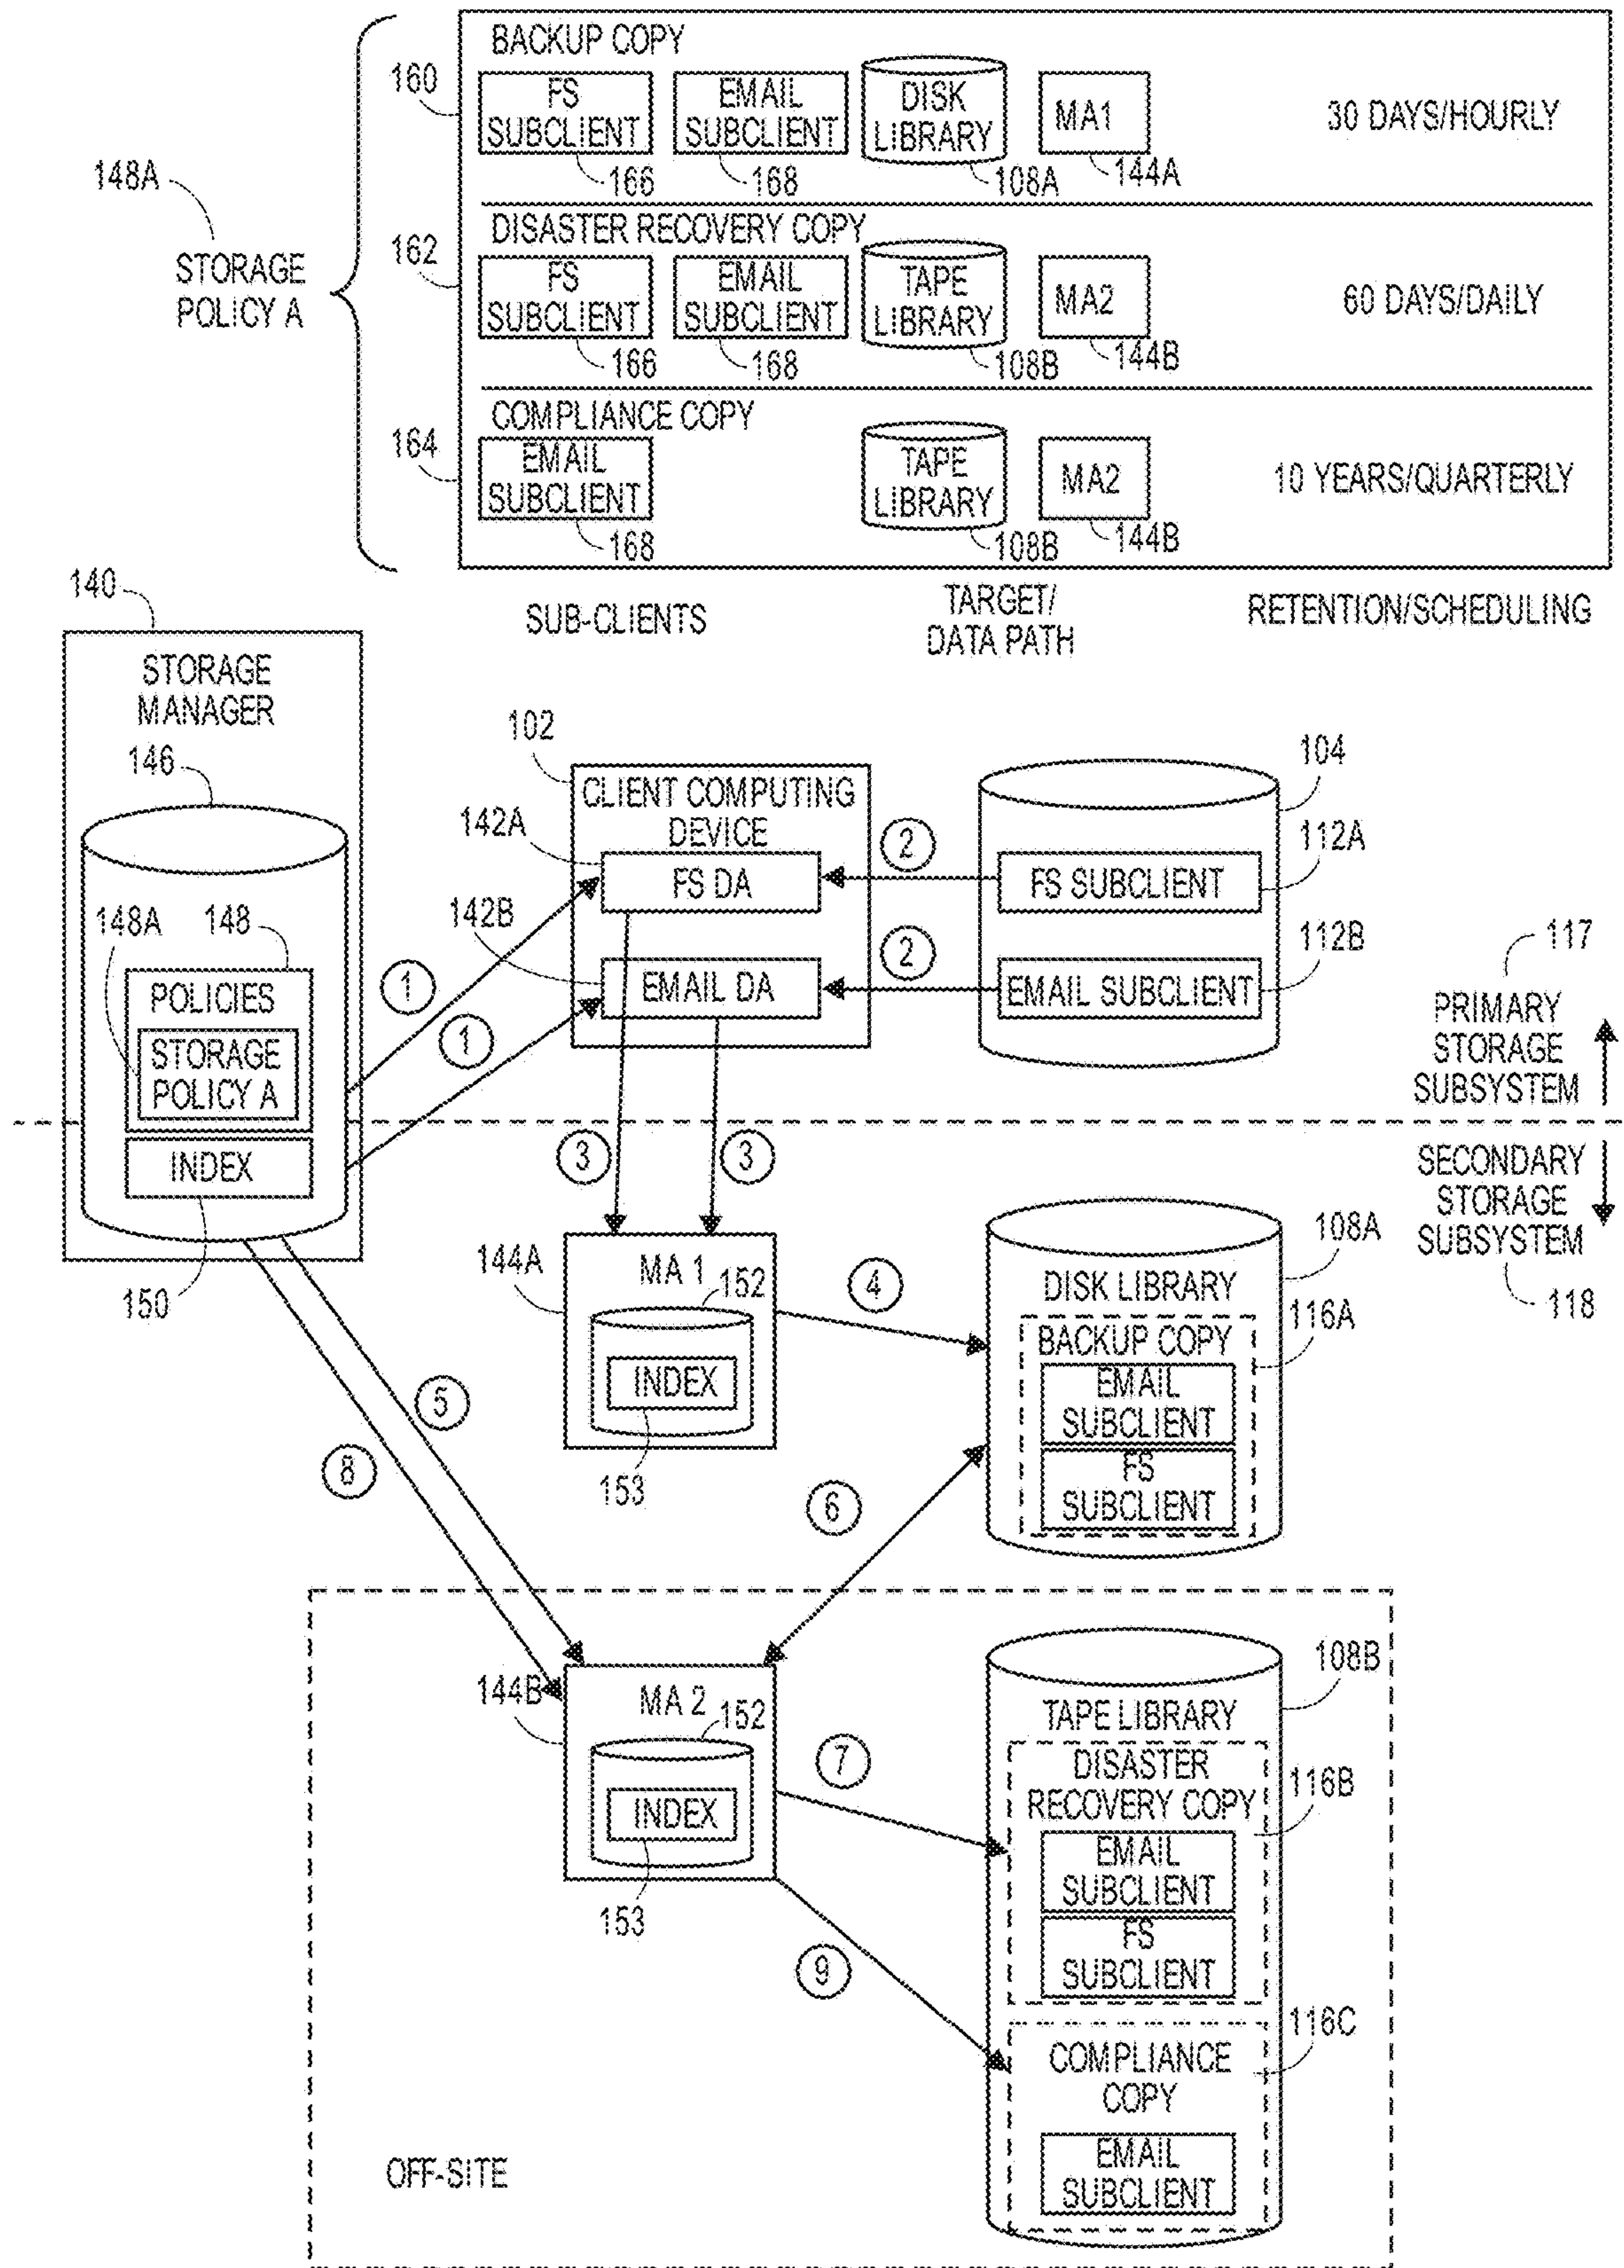 BACKUP COPY
160
FS
SUBCLIENT
166
EMAIL
SUBCLIENT
168
DISK
LIBRARY
108A
MA1
144A
30 DAYS/HOURLY
148A
STORAGE
POLICY A
DISASTER RECOVERY COPY
162
FS
SUBCLIENT
166
EMAIL
SUBCLIENT
168
TAPE
LIBRARY
108B
MA2
144B
60 DAYS/DAILY
COMPLIANCE COPY
164
EMAIL
SUBCLIENT
168
TAPE
LIBRARY
108B
MA2
144B
10 YEARS/QUARTERLY
SUB-CLIENTS
TARGET/
DATA PATH
RETENTION/SCHEDULING
140
STORAGE
MANAGER
146
148A
148
POLICIES
STORAGE
POLICY A
INDEX
150
102
CLIENT COMPUTING
DEVICE
142A
FS DA
142B
EMAIL DA
1
1
2
2
104
FS SUBCLIENT
112A
EMAIL SUBCLIENT
112B
117
PRIMARY
STORAGE
SUBSYSTEM
SECONDARY
STORAGE
SUBSYSTEM
118
3
3
144A
MA 1
152
INDEX
153
4
108A
DISK LIBRARY
116A
BACKUP COPY
EMAIL
SUBCLIENT
FS
SUBCLIENT
5
8
6
144B
MA 2
152
INDEX
153
7
9
108B
TAPE LIBRARY
DISASTER
RECOVERY COPY
116B
EMAIL
SUBCLIENT
FS
SUBCLIENT
116C
COMPLIANCE
COPY
EMAIL
SUBCLIENT
OFF-SITE